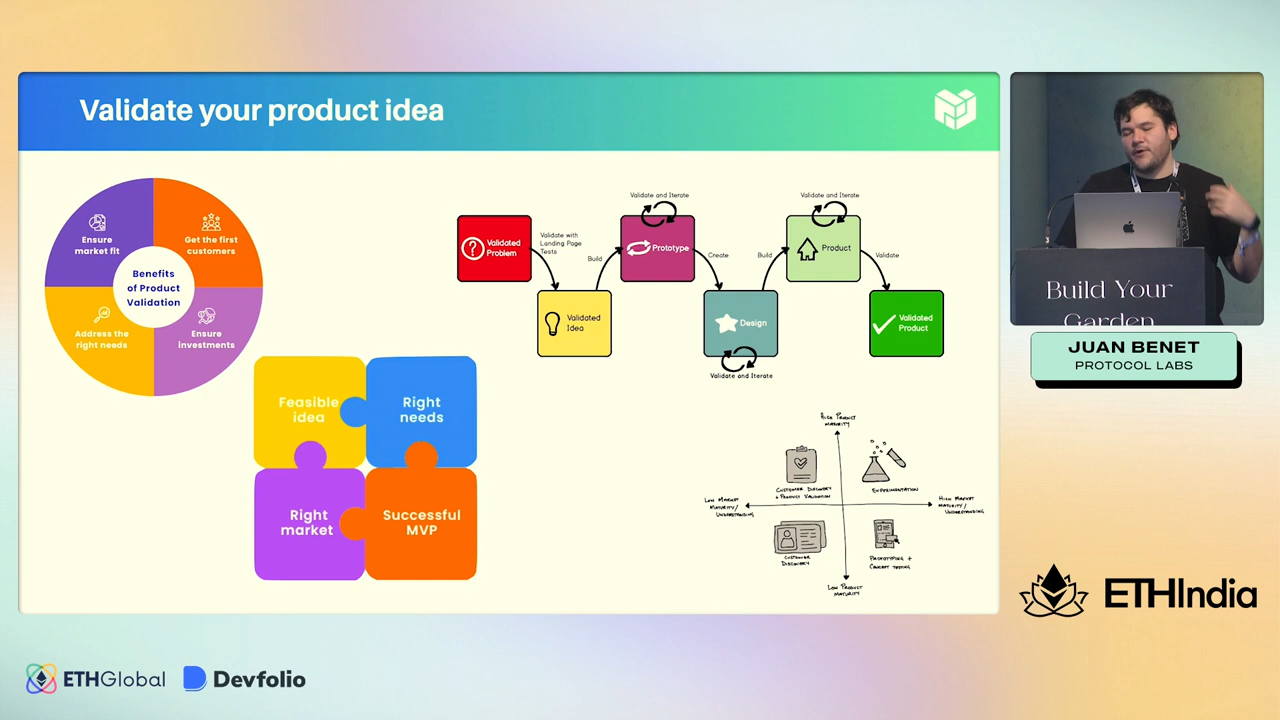 Validate your product idea
Ensure
market fit
Get the first
customers
Benefits
of Product
Validation
Address the
right needs
Ensure
investments
Feasible
idea
Right
needs
Right
market
Successful
MVP
Validated
Problem
Validate with
Landing Page
Tests
Validated
Idea
Build
Validate and Iterate
Prototype
Create
Design
Validate and Iterate
Build
Validate and Iterate
Product
Validate
Validated
Product
HIGH PRODUCT
MATURITY
CUSTOMER DISCOVERY
+ PRODUCT VALIDATION
EXPERIMENTATION
LOW MARKET
MATURITY/
UNDERSTANDING
HIGH MARKET
MATURITY/
UNDERSTANDING
CUSTOMER
DISCOVERY
PROTOTYPING +
CONCEPT TESTING
LOW PRODUCT
MATURITY
Build Your
Garden
JUAN BENET
PROTOCOL LABS
ETHIndia
ETHGlobal
Devfolio